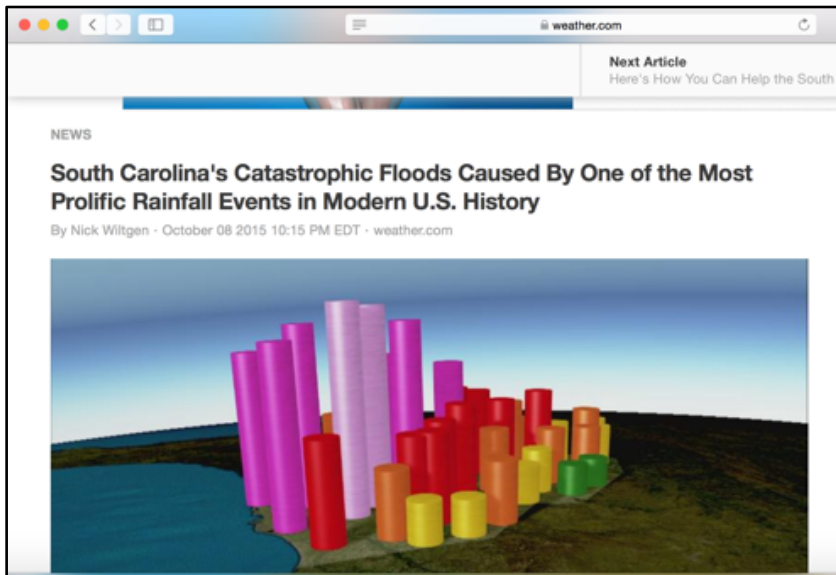 weather.com
Next Article
Here's How You Can Help the South
NEWS
South Carolina's Catastrophic Floods Caused By One of the Most
Prolific Rainfall Events in Modern U.S. History
By Nick Wiltgen · October 08 2015 10:15 PM EDT · weather.com